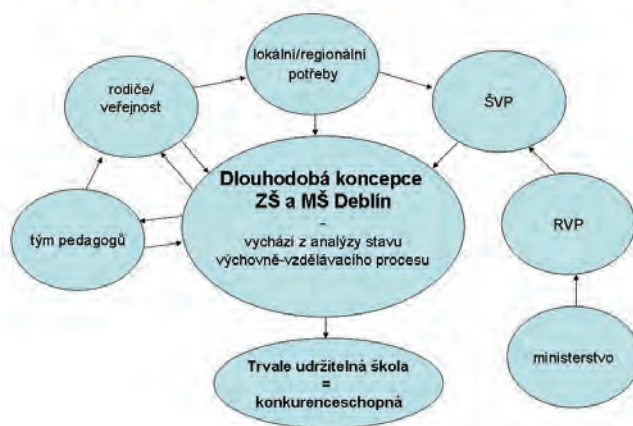 lokální/regionální
potřeby
rodiče/
veřejnost
ŠVP
Dlouhodobá koncepce
ZŠ a MŠ Deblín
-
vychází z analýzy stavu
výchovně-vzdělávacího procesu
tým pedagogů
RVP
ministerstvo
Trvale udržitelná škola
=
konkurenceschopná